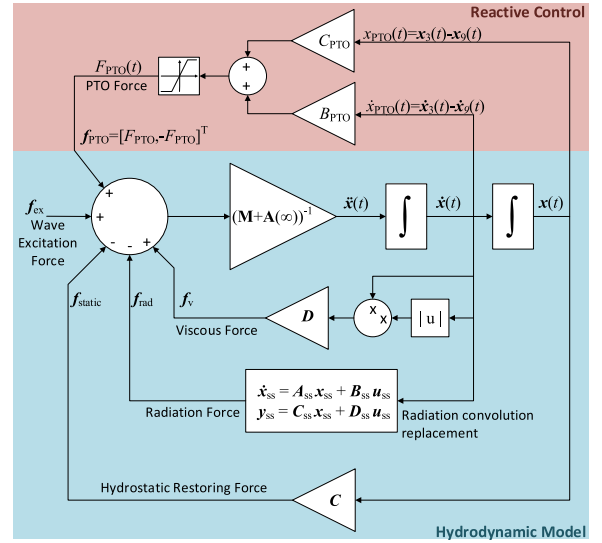 Reactive Control
C_PTO
x_PTO(t)=x_3(t)-x_9(t)
F_PTO(t)
PTO Force
+
+
B_PTO
ẋ_PTO(t)=ẋ_3(t)-ẋ_9(t)
f_PTO=[F_PTO,-F_PTO]^T
f_ex
Wave
Excitation
Force
+
+
-
-
+
(M+A(∞))^-1
ẍ(t)
∫
ẋ(t)
∫
x(t)
f_static
f_rad
f_v
Viscous Force
D
x
x
| u |
Radiation Force
ẋ_ss = A_ss x_ss + B_ss u_ss
y_ss = C_ss x_ss + D_ss u_ss
Radiation convolution
replacement
Hydrostatic Restoring Force
C
Hydrodynamic Model